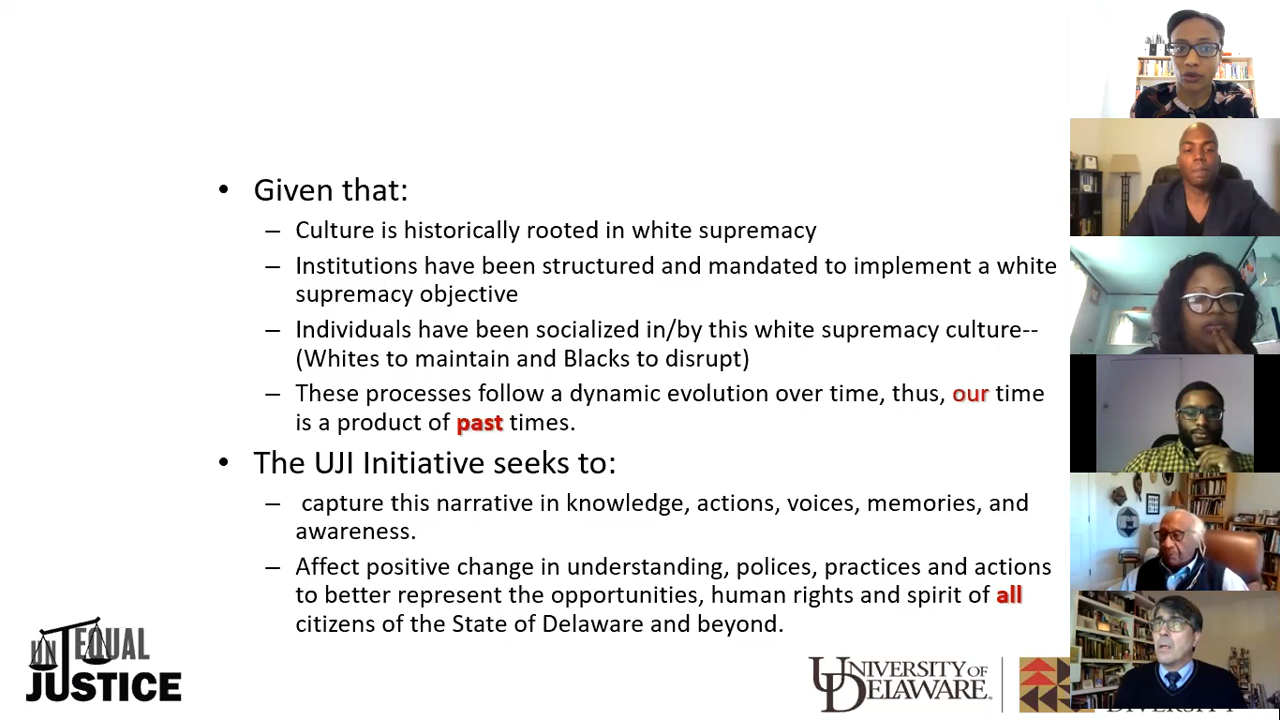 • Given that:
– Culture is historically rooted in white supremacy
– Institutions have been structured and mandated to implement a white
supremacy objective
– Individuals have been socialized in/by this white supremacy culture--
(Whites to maintain and Blacks to disrupt)
– These processes follow a dynamic evolution over time, thus, our time
is a product of past times.
• The UJI Initiative seeks to:
– capture this narrative in knowledge, actions, voices, memories, and
awareness.
– Affect positive change in understanding, polices, practices and actions
to better represent the opportunities, human rights and spirit of all
citizens of the State of Delaware and beyond.
UNEQUAL
JUSTICE
UNIVERSITY OF
DELAWARE.